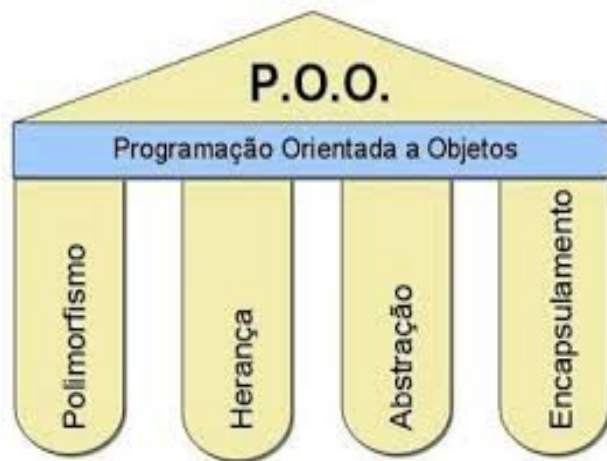 P.O.O.
Programação Orientada a Objetos
Polimorfismo
Herança
Abstração
Encapsulamento